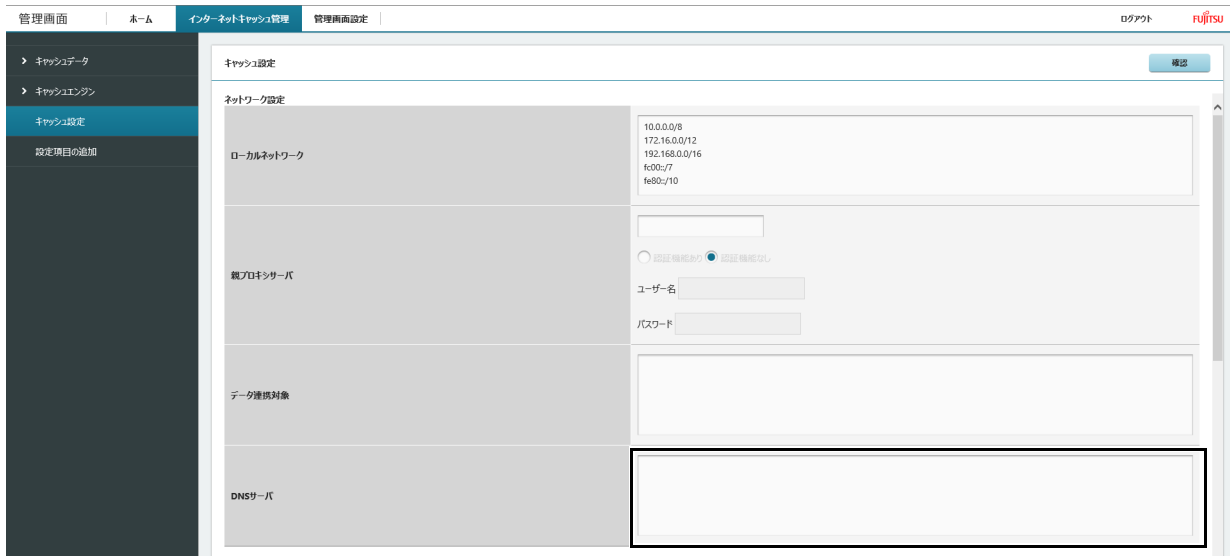 管理画面 ホーム インターネットキャッシュ管理 管理画面設定 ログアウト FUJITSU
キャッシュデータ
キャッシュエンジン
キャッシュ設定
設定項目の追加
キャッシュ設定 確認
ネットワーク設定
ローカルネットワーク
10.0.0.0/8
172.16.0.0/12
192.168.0.0/16
fc00::/7
fe80::/10
親プロキシサーバ
認証機能あり 認証機能なし
ユーザー名
パスワード
データ連携対象
DNSサーバ